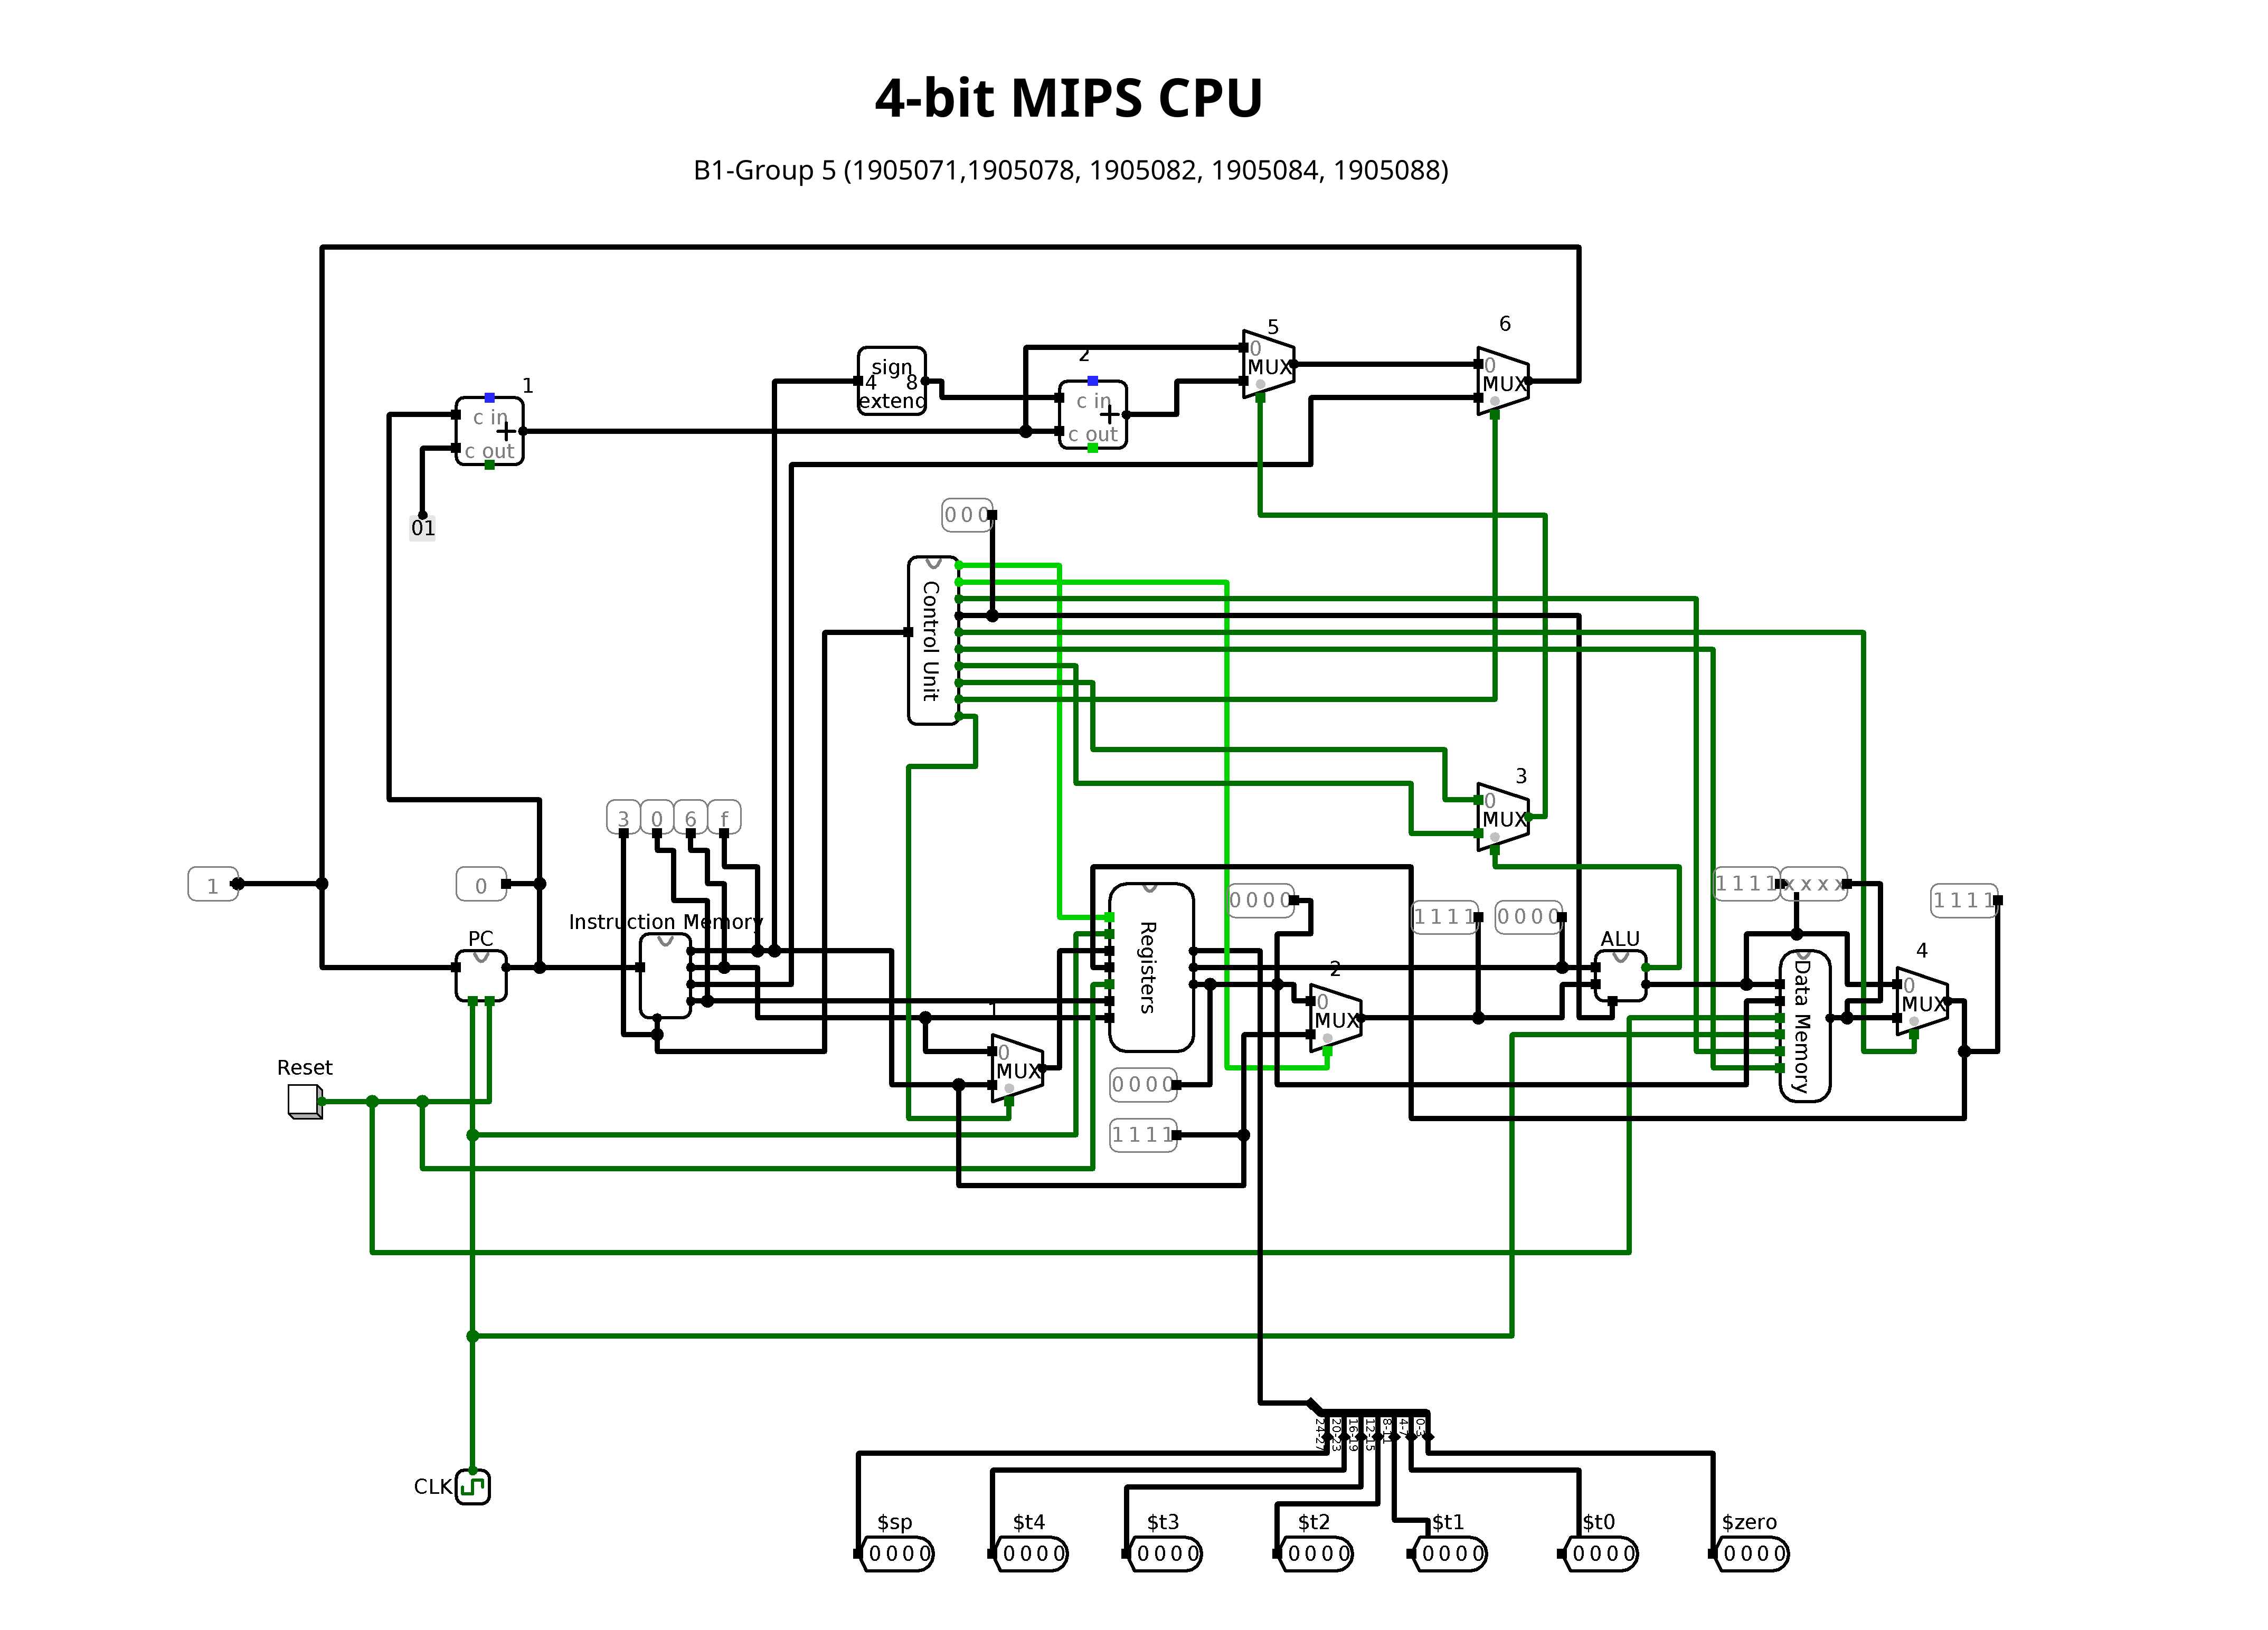 4-bit MIPS CPU
B1-Group 5 (1905071,1905078, 1905082, 1905084, 1905088)
5
6
0
MUX
0
MUX
sign
4 8
extend
2
1
c in
+
c out
c in
+
c out
01
000
Control Unit
3
0
MUX
3 0 6 f
1
0
1111
xxxx
1111
0000
1111
0000
Instruction Memory
PC
Registers
ALU
4
2
Data Memory
0
MUX
0
MUX
1
0
MUX
Reset
0000
1111
CLK
24-27
20-23
16-19
12-15
8-11
4-7
0-3
$sp
$t4
$t3
$t2
$t1
$t0
$zero
0000
0000
0000
0000
0000
0000
0000